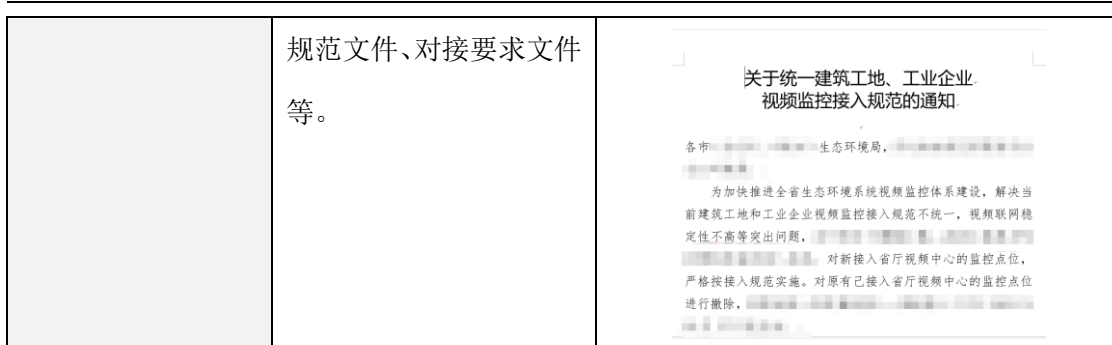 规范文件、对接要求文件
等。
关于统一建筑工地、工业企业
视频监控接入规范的通知
各市 生态环境局，
为加快推进全省生态环境系统视频监控体系建设，解决当
前建筑工地和工业企业视频监控接入规范不统一，视频联网稳
定性不高等突出问题，
对新接入省厅视频中心的监控点位，
严格按接入规范实施。对原有已接入省厅视频中心的监控点位
进行撤除，